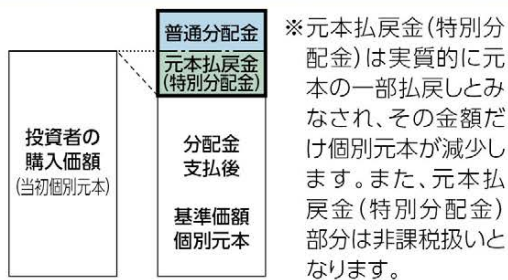 投資者の
購入価額
(当初個別元本)
普通分配金
元本払戻金
(特別分配金)
分配金
支払後
基準価額
個別元本
※元本払戻金(特別分
配金)は実質的に元
本の一部払戻しとみ
なされ、その金額だ
け個別元本が減少し
ます。また、元本払
戻金(特別分配金)
部分は非課税扱いと
なります。